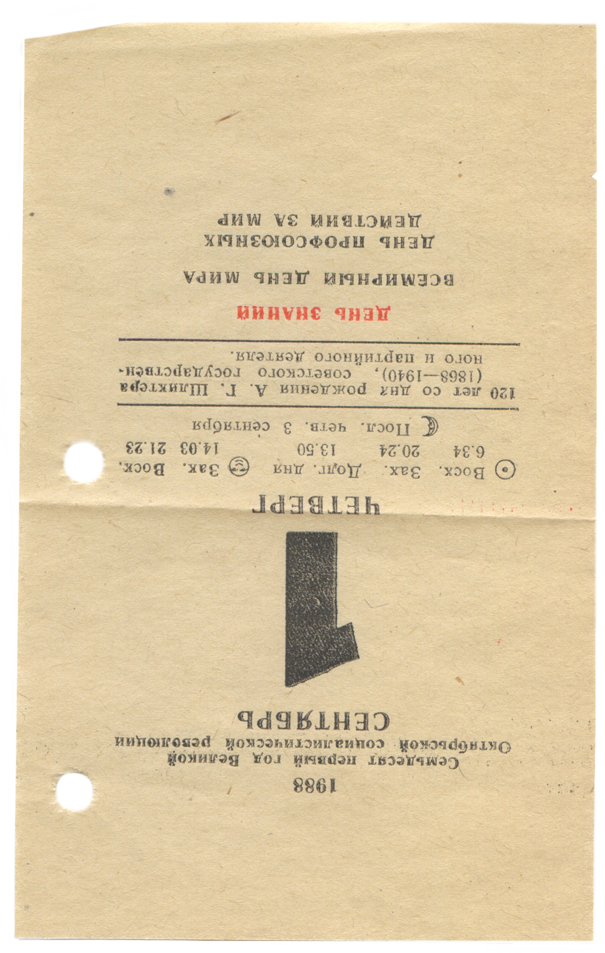 1988
Семьдесят первый год Великой
Октябрьской социалистической революции
СЕНТЯБРЬ
1
ЧЕТВЕРГ
Восх. Зах. Долг. дня Зах. Восх.
6.34 20.24 13.50 14.03 21.23
Посл. четв. 3 сентября
120 лет со дня рождения А. Г. Шлихтера
(1868—1940), советского государствен-
ного и партийного деятеля.
ДЕНЬ ЗНАНИЙ
ВСЕМИРНЫЙ ДЕНЬ МИРА
ДЕНЬ ПРОФСОЮЗНЫХ
ДЕЙСТВИЙ ЗА МИР